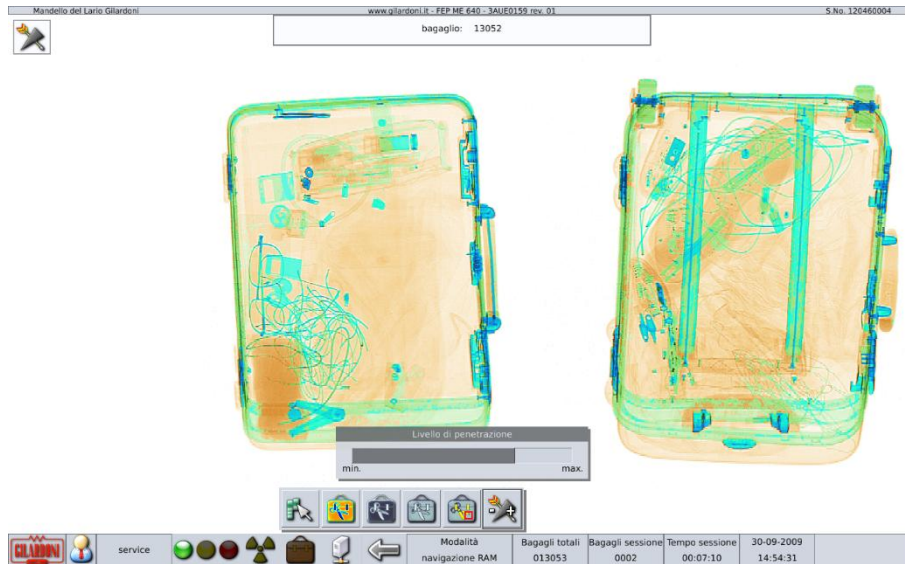 Mandello del Lario Gilardoni
www.gilardoni.it - FEP ME 640 - 3AUE0159 rev. 01
S.No. 120460004
bagaglio: 13052
Livello di penetrazione
min.
max.
GILARDONI
service
Modalità
navigazione RAM
Bagagli totali
013053
Bagagli sessione
0002
Tempo sessione
00:07:10
30-09-2009
14:54:31